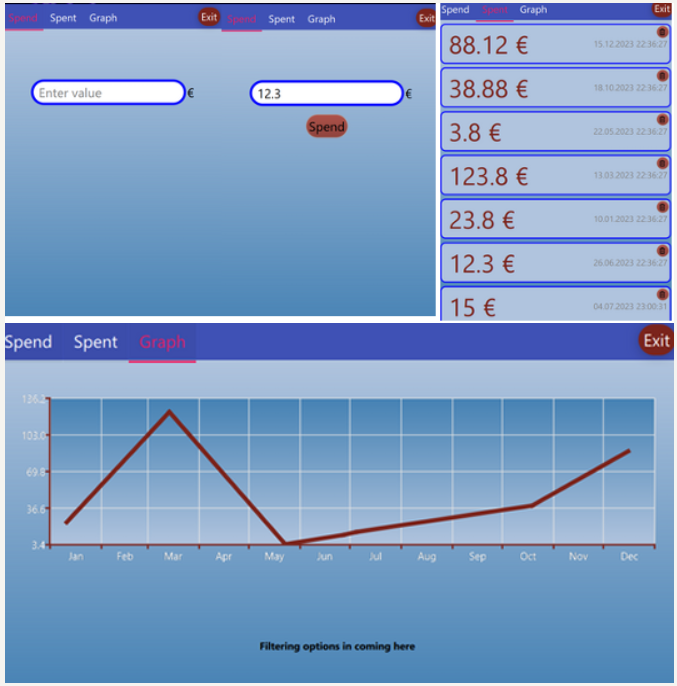 Spend Spent Graph Exit
Enter value €
Spend Spent Graph Exit
12.3 €
Spend
Spend Spent Graph Exit
88.12 € 15.12.2023 22:36:27
38.88 € 18.10.2023 22:36:27
3.8 € 22.05.2023 22:36:27
123.8 € 13.03.2023 22:36:27
23.8 € 10.01.2023 22:36:27
12.3 € 26.06.2023 22:36:27
15 € 04.07.2023 23:00:31
Spend Spent Graph Exit
103.0
69.8
36.6
3.4
Jan Feb Mar Apr May Jun Jul Aug Sep Oct Nov Dec
Filtering options in coming here